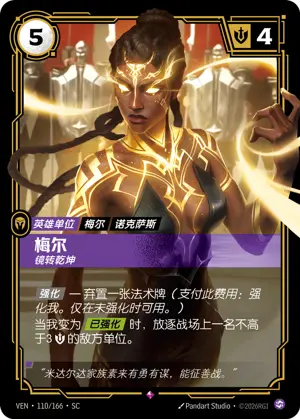 5
4
英雄单位 梅尔 诺克萨斯
梅尔
镜转乾坤
强化 — 弃置一张法术牌（支付此费用：强
化我。仅在未强化时可用。）
当我变为 已强化 时，放逐战场上一名不高
于3 的敌方单位。
"米达尔达家族素来有勇有谋，能征善战。"
VEN • 110/166 • SC
Pandart Studio • ©2026RGI